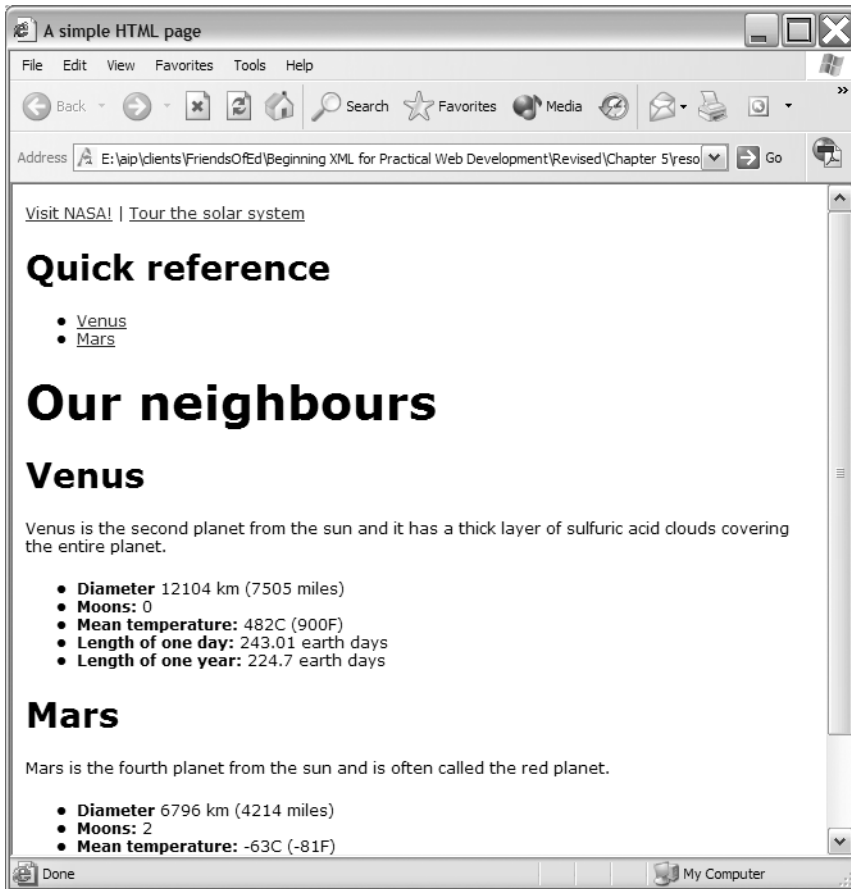 A simple HTML page
File Edit View Favorites Tools Help
Back Search Favorites Media
Address E:\aip\clients\FriendsOfEd\Beginning XML for Practical Web Development\Revised\Chapter 5\reso Go
Visit NASA! | Tour the solar system
Quick reference
• Venus
• Mars
Our neighbours
Venus
Venus is the second planet from the sun and it has a thick layer of sulfuric acid clouds covering
the entire planet.
• Diameter 12104 km (7505 miles)
• Moons: 0
• Mean temperature: 482C (900F)
• Length of one day: 243.01 earth days
• Length of one year: 224.7 earth days
Mars
Mars is the fourth planet from the sun and is often called the red planet.
• Diameter 6796 km (4214 miles)
• Moons: 2
• Mean temperature: -63C (-81F)
Done My Computer